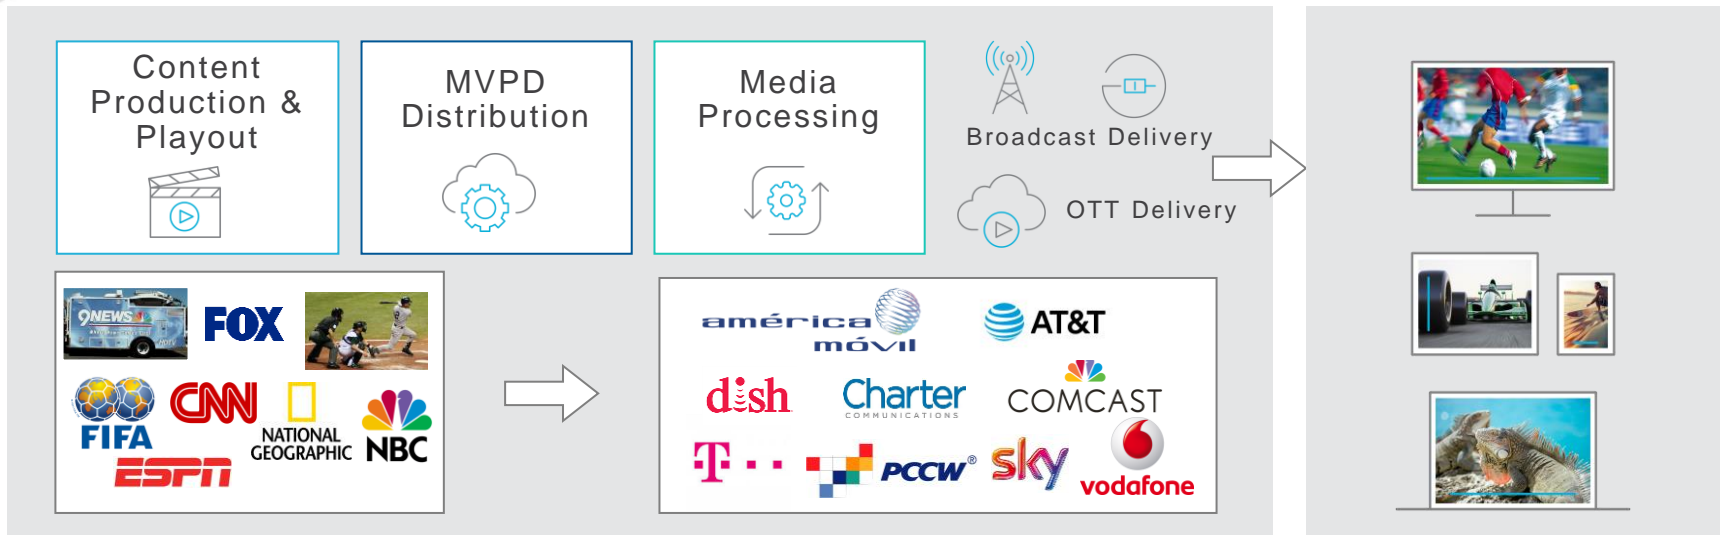 Content
Production &
Playout
MVPD
Distribution
Media
Processing
Broadcast Delivery
OTT Delivery
9NEWS
HDTV
FOX
FIFA
CNN
NATIONAL
GEOGRAPHIC
NBC
ESPN
américa
móvil
AT&T
dish
Charter
COMMUNICATIONS
COMCAST
T
PCCW®
sky
vodafone